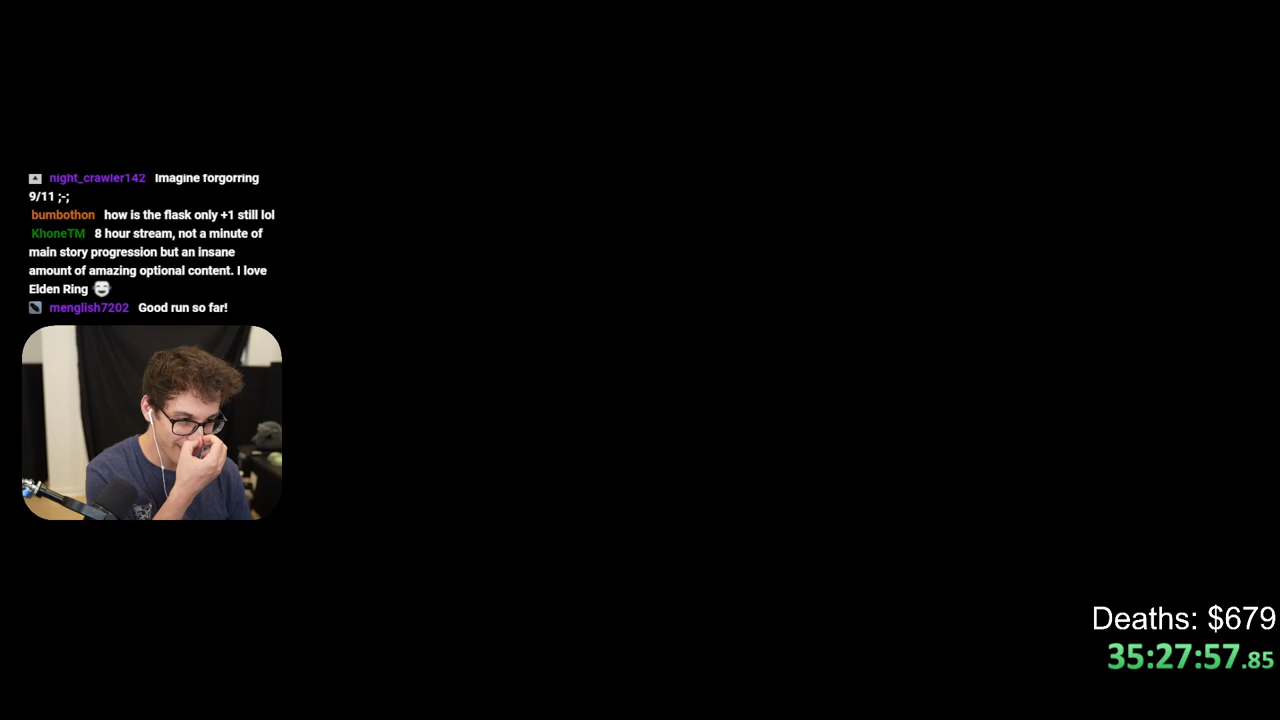 night_crawler142 Imagine forgorring
9/11 ;-;
bumbothon how is the flask only +1 still lol
KhoneTM 8 hour stream, not a minute of
main story progression but an insane
amount of amazing optional content. I love
Elden Ring
menglish7202 Good run so far!
Deaths: $679
35:27:57.85